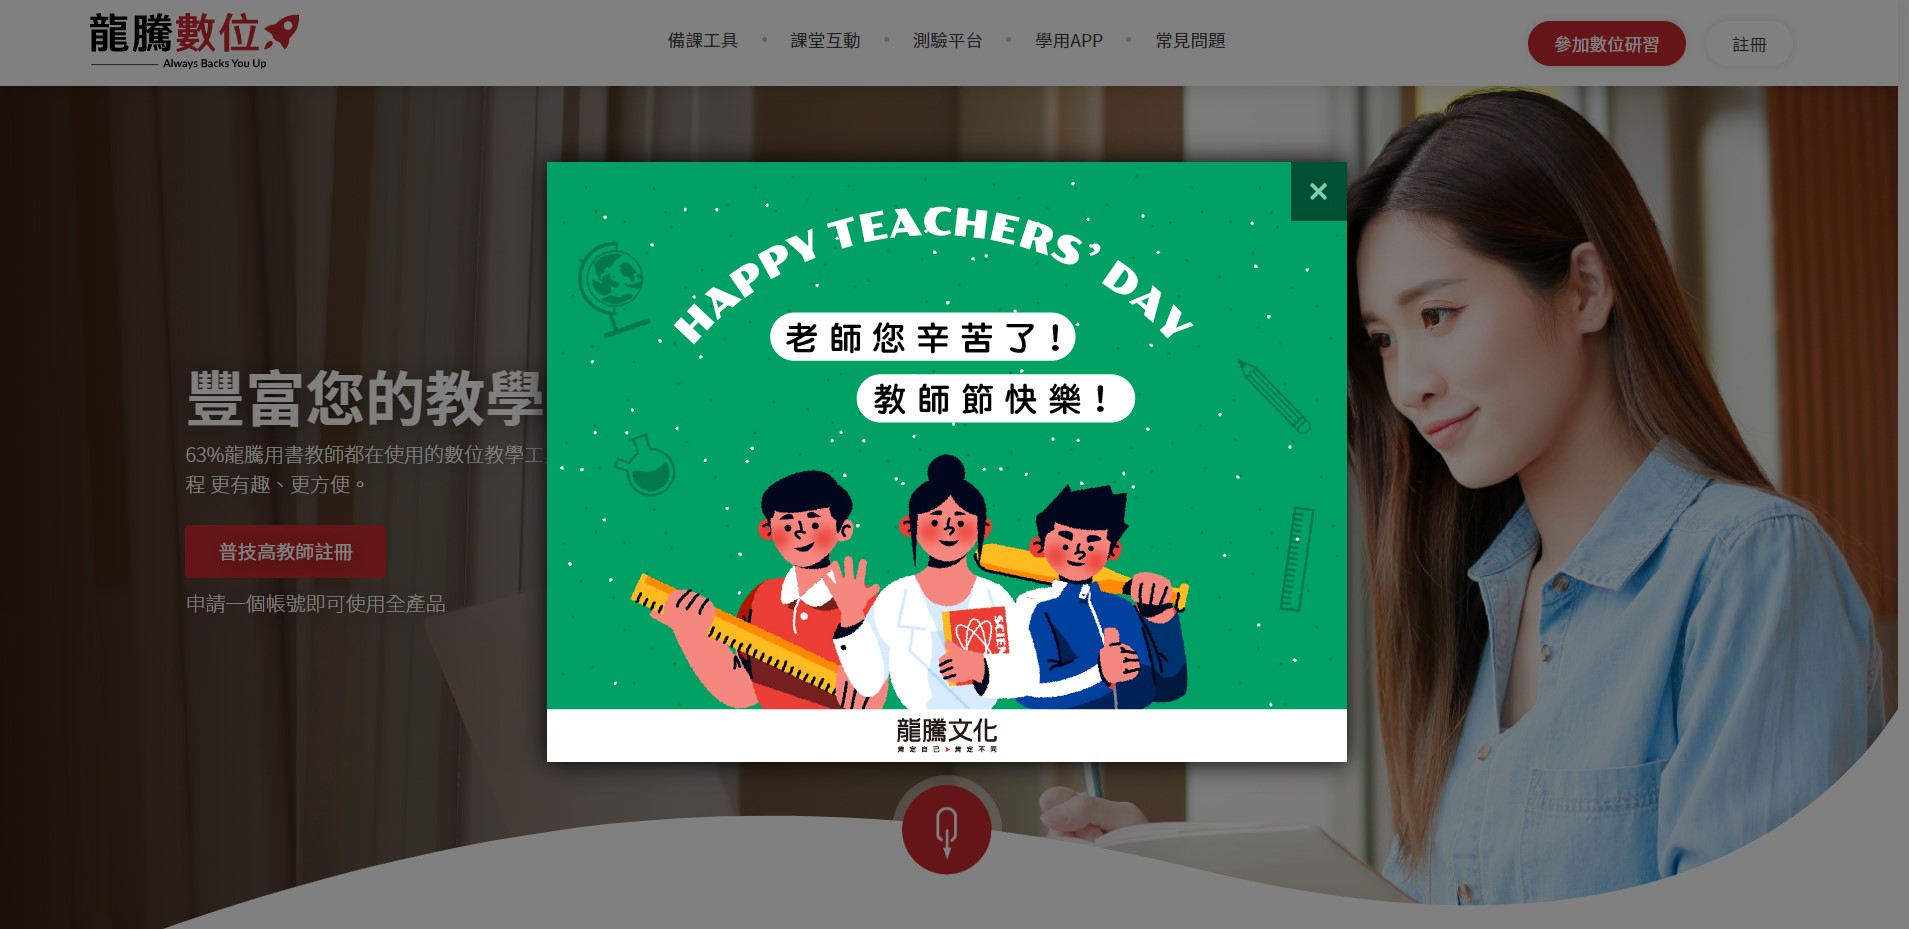 龍騰數位
Always Backs You Up
備課工具
課堂互動
測驗平台
學用APP
常見問題
參加數位研習
註冊
HAPPY TEACHERS' DAY
老師您辛苦了!
教師節快樂!
豐富您的教學
63%龍騰用書教師都在使用的數位教學工
程 更有趣、更方便。
普技高教師註冊
申請一個帳號即可使用全產品
SCIEN
龍騰文化
肯定自己➤肯定不同